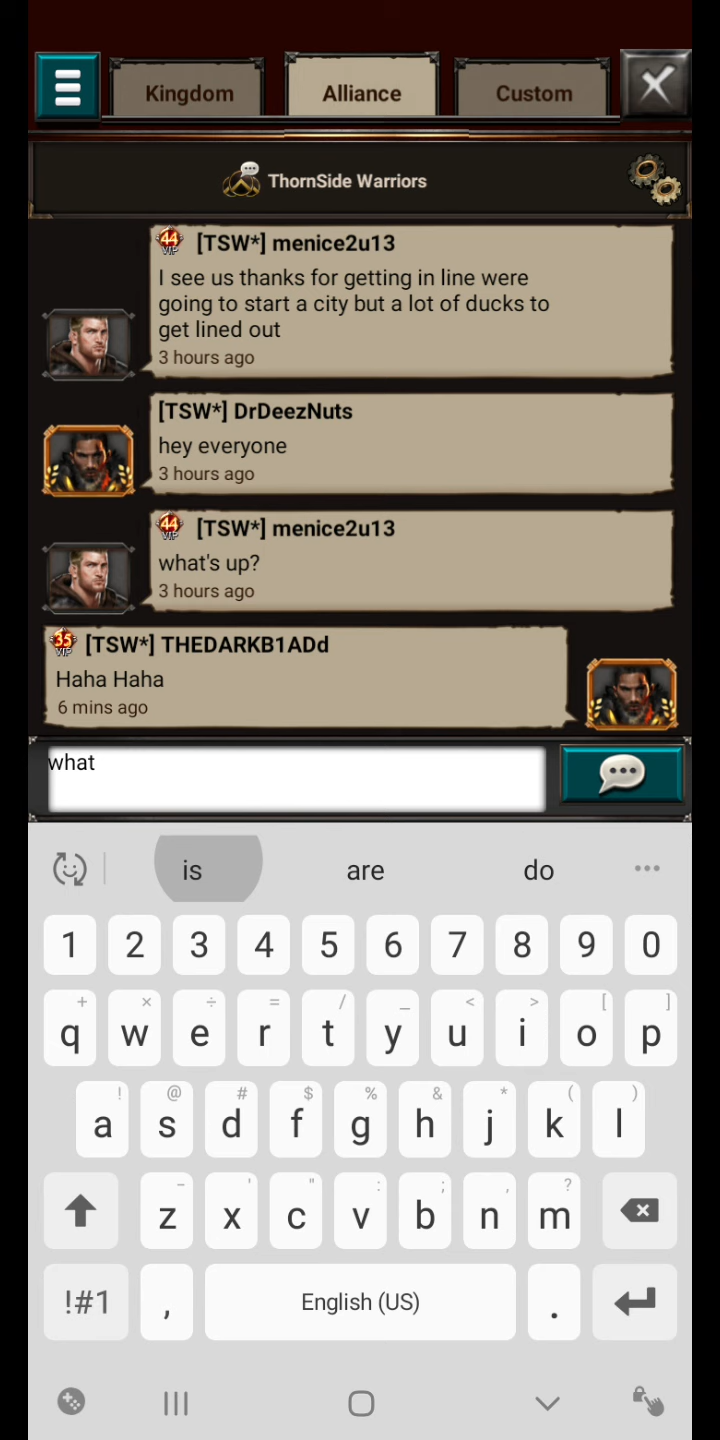 Kingdom Alliance Custom
ThornSide Warriors
44 VIP [TSW*] menice2u13
I see us thanks for getting in line were
going to start a city but a lot of ducks to
get lined out
3 hours ago
[TSW*] DrDeezNuts
hey everyone
3 hours ago
44 VIP [TSW*] menice2u13
what's up?
3 hours ago
35 VIP [TSW*] THEDARKB1ADd
Haha Haha
6 mins ago
what
is are do
1 2 3 4 5 6 7 8 9 0
+ × ÷ = / _ < > [ ]
q w e r t y u i o p
! @ # $ % & * ( )
a s d f g h j k l
- ' " : ; , ?
z x c v b n m
!#1 , English (US) .